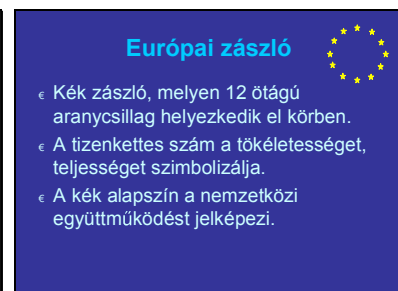 Európai zászló
€ Kék zászló, melyen 12 ötágú
aranycsillag helyezkedik el körben.
€ A tizenkettes szám a tökéletességet,
teljességet szimbolizálja.
€ A kék alapszín a nemzetközi
együttműködést jelképezi.